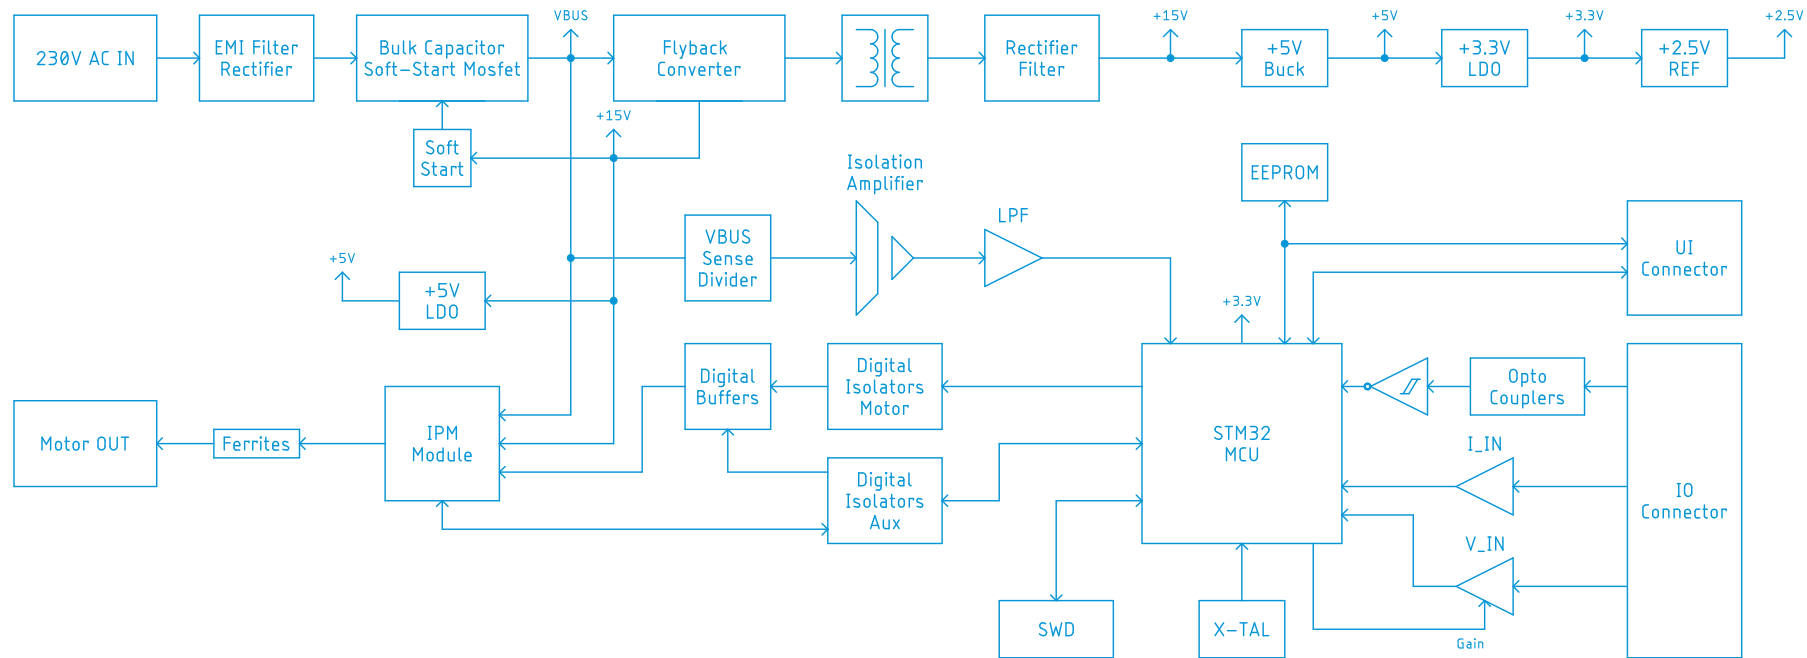 VBUS
+15V
+5V
+3.3V
+2.5V
230V AC IN
EMI Filter
Rectifier
Bulk Capacitor
Soft-Start Mosfet
Flyback
Converter
Rectifier
Filter
+5V
Buck
+3.3V
LDO
+2.5V
REF
+15V
Soft
Start
Isolation
Amplifier
EEPROM
LPF
VBUS
Sense
Divider
UI
Connector
+5V
+5V
LDO
+3.3V
Digital
Buffers
Digital
Isolators
Motor
Opto
Couplers
Motor OUT
Ferrites
IPM
Module
STM32
MCU
I_IN
Digital
Isolators
Aux
IO
Connector
V_IN
SWD
X-TAL
Gain